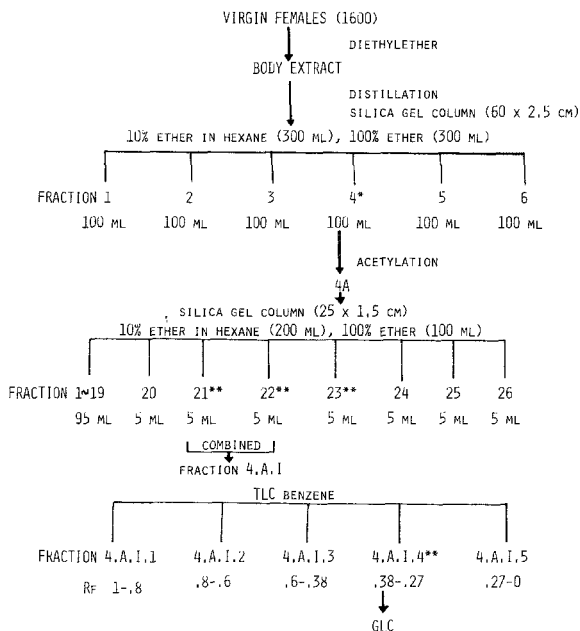 VIRGIN FEMALES (1600)
DIETHYLETHER
BODY EXTRACT
DISTILLATION
SILICA GEL COLUMN (60 x 2.5 CM)
10% ETHER IN HEXANE (300 ML), 100% ETHER (300 ML)
FRACTION 1 2 3 4* 5 6
100 ML 100 ML 100 ML 100 ML 100 ML 100 ML
ACETYLATION
4A
SILICA GEL COLUMN (25 x 1.5 CM)
10% ETHER IN HEXANE (200 ML), 100% ETHER (100 ML)
FRACTION 1~19 20 21** 22** 23** 24 25 26
95 ML 5 ML 5 ML 5 ML 5 ML 5 ML 5 ML 5 ML
COMBINED
FRACTION 4.A.I
TLC BENZENE
FRACTION 4.A.I.1 4.A.I.2 4.A.I.3 4.A.I.4** 4.A.I.5
RF 1-.8 .8-.6 .6-.38 .38-.27 .27-0
GLC